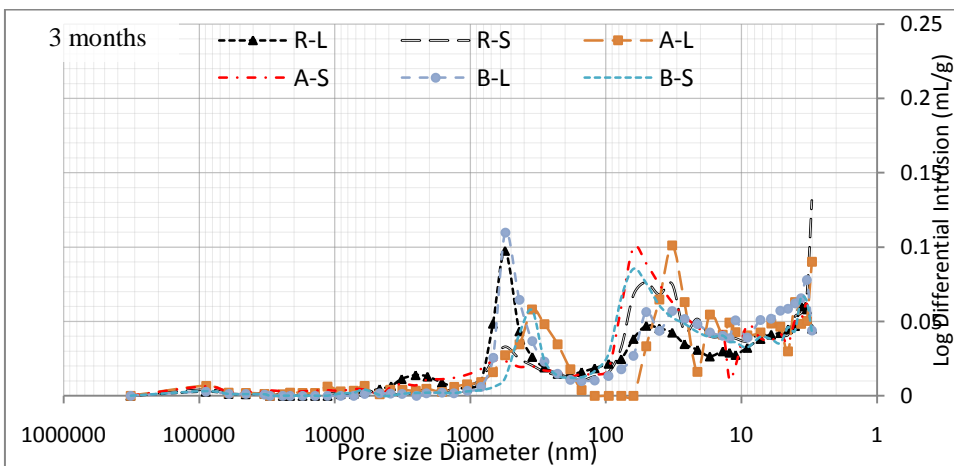 3 months
R-L R-S A-L
A-S B-L B-S
0.25
0.2
0.15
0.1
0.05
0
Log Differential Intrusion (mL/g)
1000000 100000 10000 1000 100 10 1
Pore size Diameter (nm)